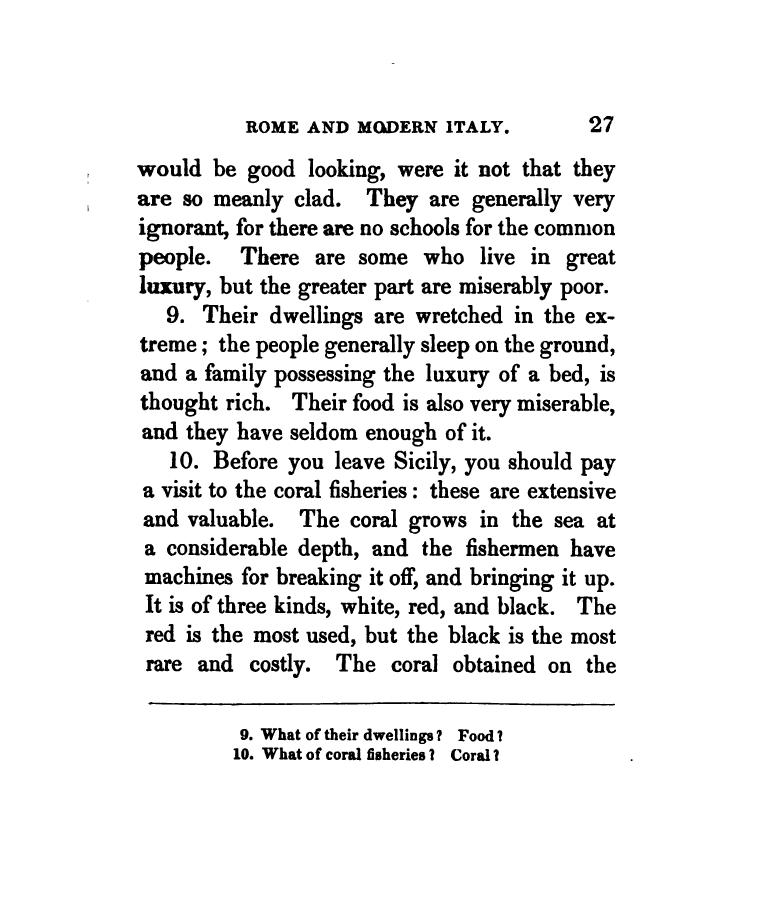 ROME AND MODERN ITALY. 27
would be good looking, were it not that they
are so meanly clad. They are generally very
ignorant, for there are no schools for the common
people. There are some who live in great
luxury, but the greater part are miserably poor.
9. Their dwellings are wretched in the ex-
treme; the people generally sleep on the ground,
and a family possessing the luxury of a bed, is
thought rich. Their food is also very miserable,
and they have seldom enough of it.
10. Before you leave Sicily, you should pay
a visit to the coral fisheries: these are extensive
and valuable. The coral grows in the sea at
a considerable depth, and the fishermen have
machines for breaking it off, and bringing it up.
It is of three kinds, white, red, and black. The
red is the most used, but the black is the most
rare and costly. The coral obtained on the
9. What of their dwellings? Food?
10. What of coral fisheries? Coral?